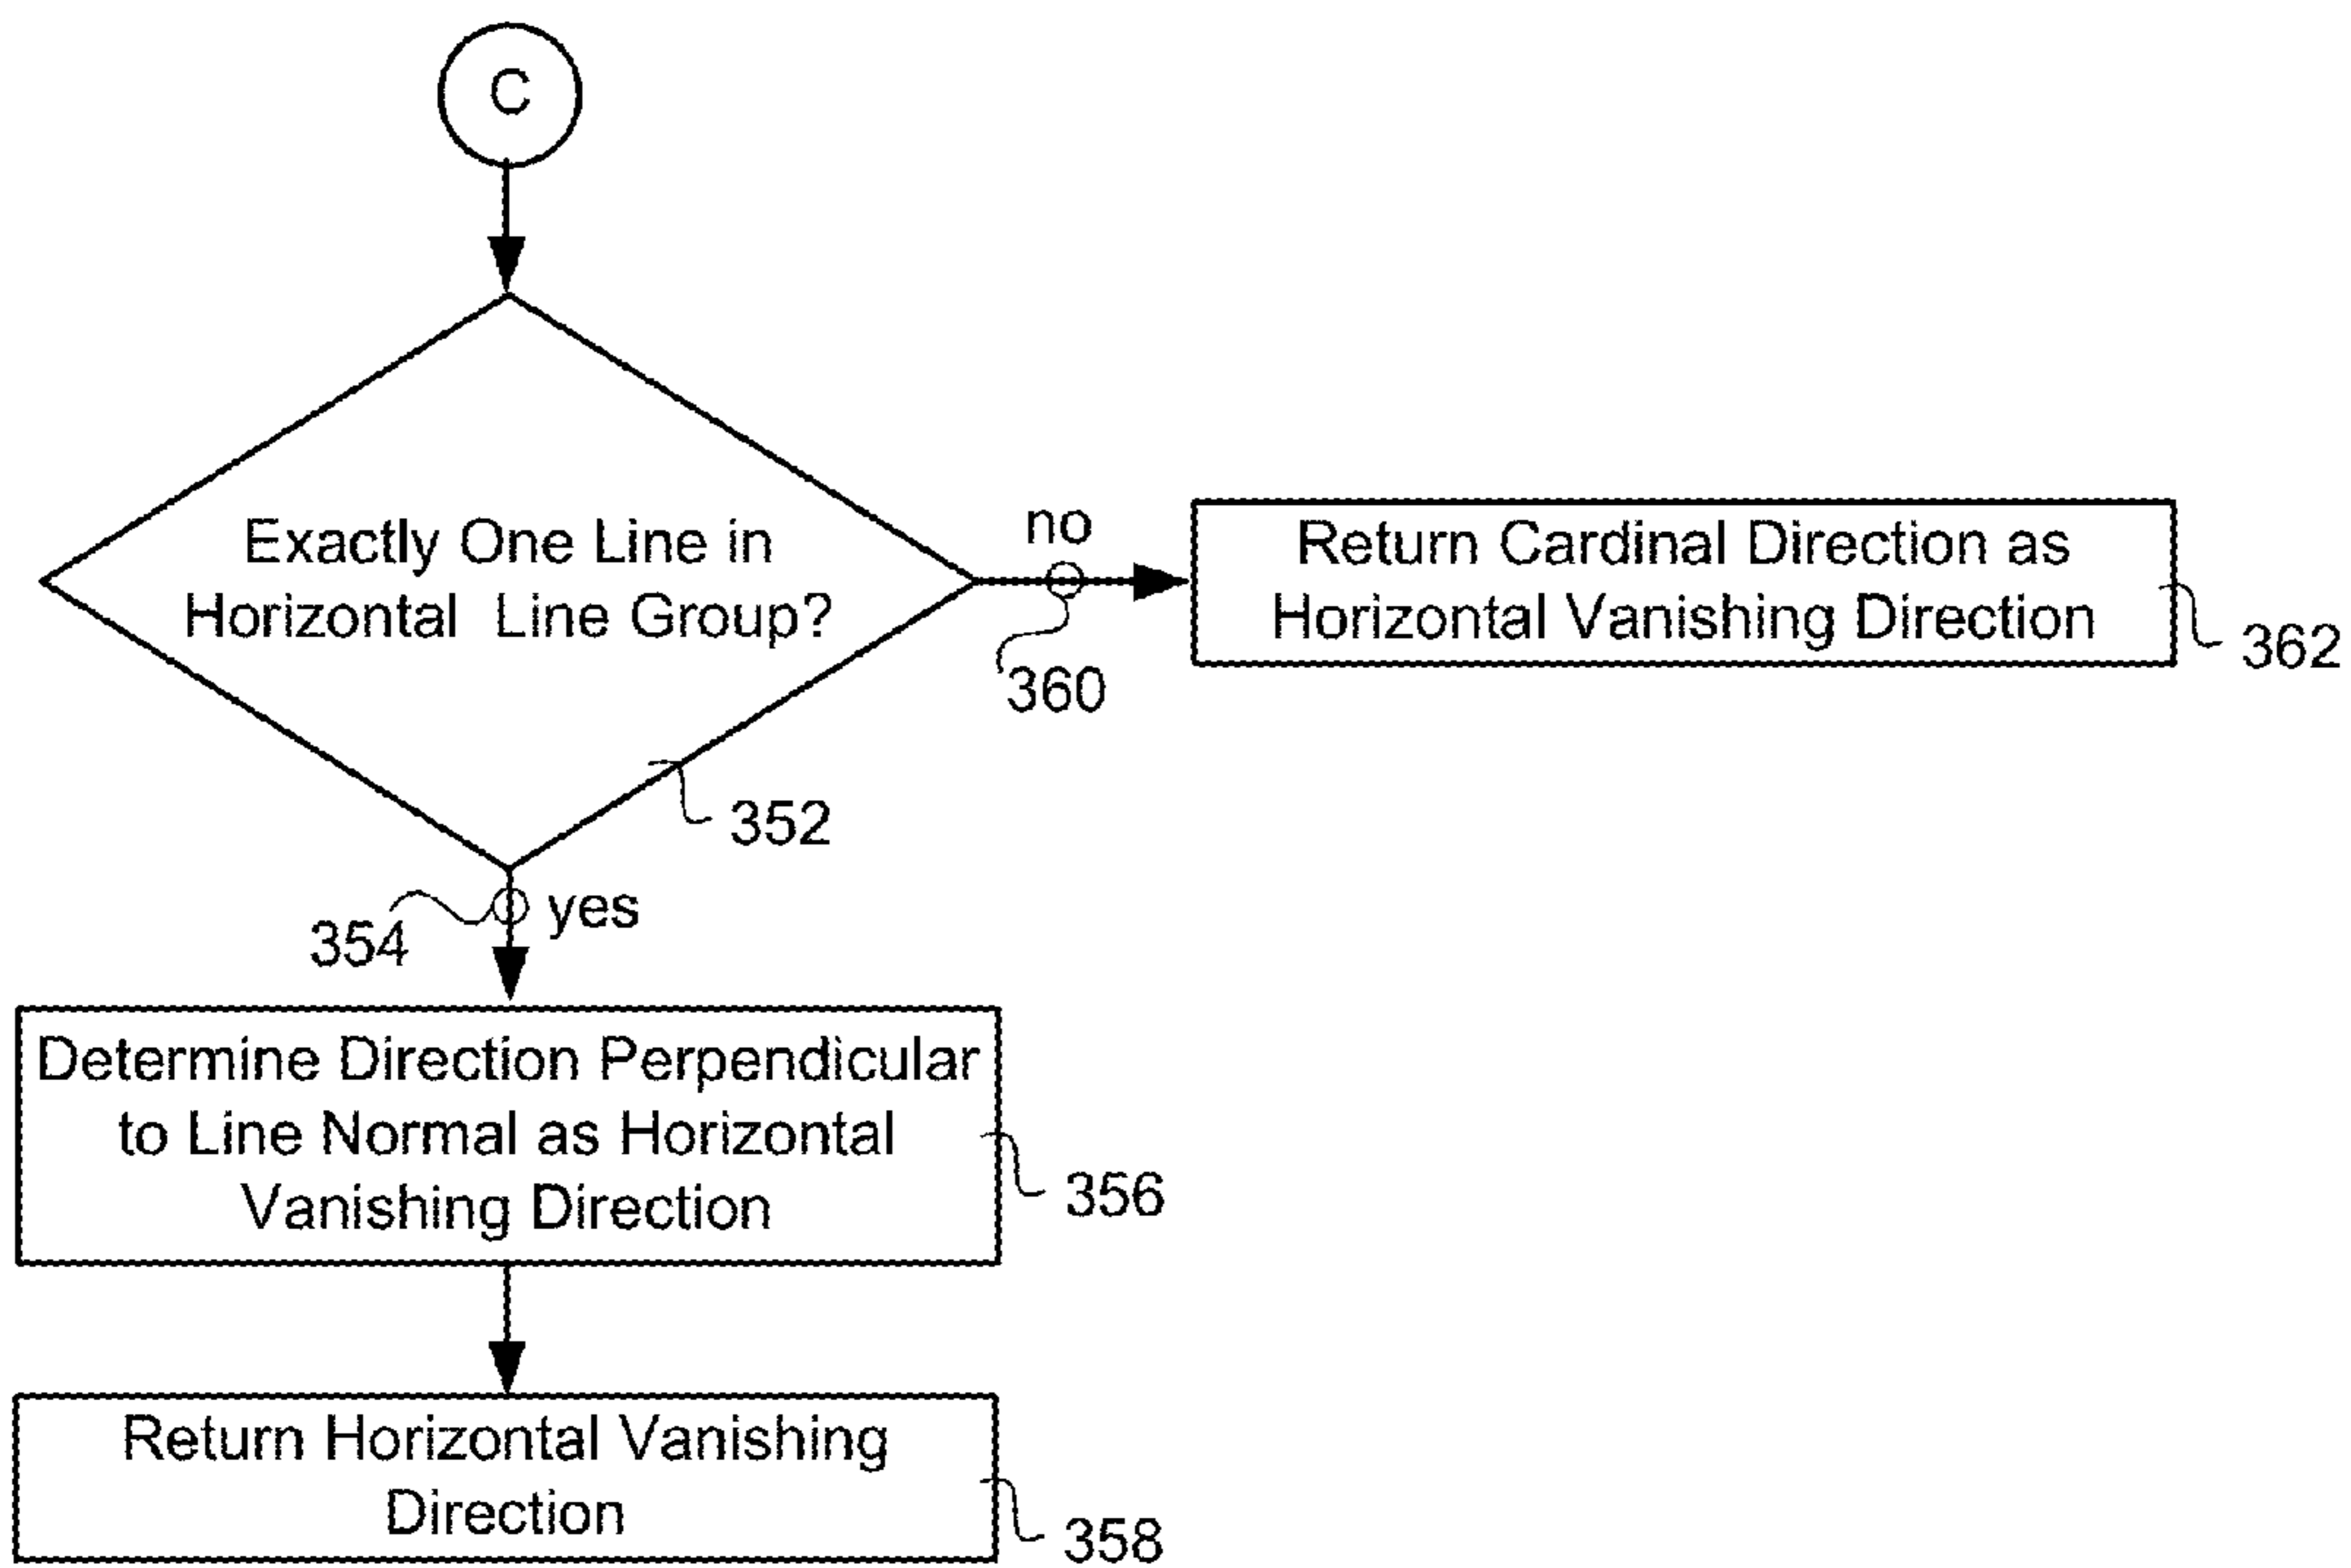 C
Exactly One Line in
Horizontal Line Group?
352
no
360
Return Cardinal Direction as
Horizontal Vanishing Direction
362
354
yes
Determine Direction Perpendicular
to Line Normal as Horizontal
Vanishing Direction
356
Return Horizontal Vanishing
Direction
358